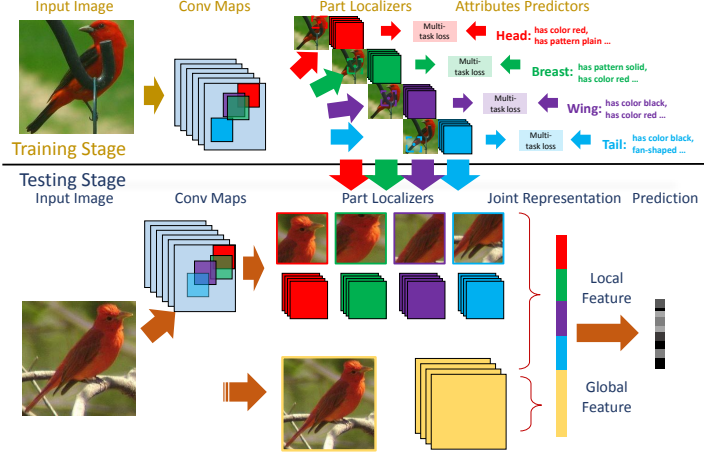 Input Image
Conv Maps
Part Localizers
Attributes Predictors
Multi-
task loss
Head: has color red,
has pattern plain ...
Multi-
task loss
Breast: has pattern solid,
has color red ...
Multi-
task loss
Wing: has color black,
has color red ...
Multi-
task loss
Tail: has color black,
fan-shaped ...
Training Stage
Testing Stage
Input Image
Conv Maps
Part Localizers
Joint Representation
Prediction
Local
Feature
Global
Feature